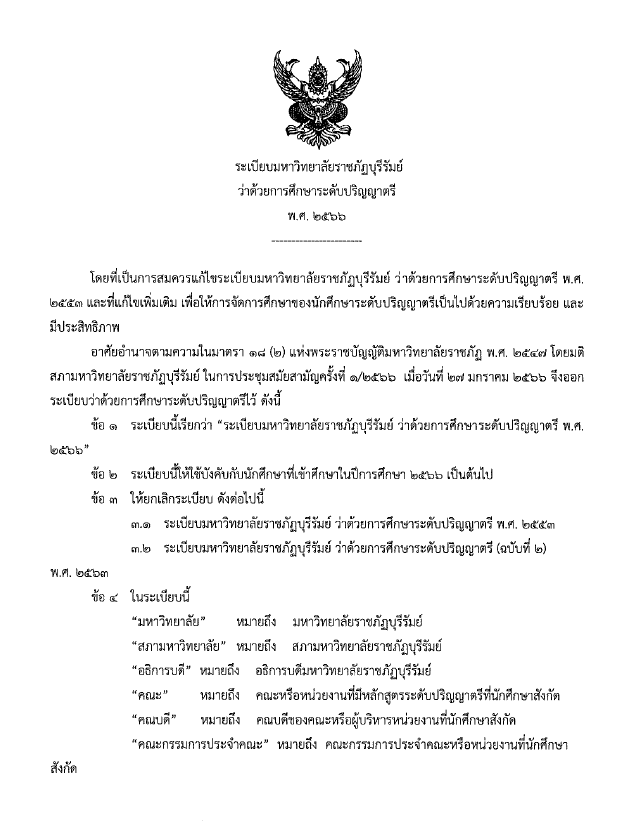 ระเบียบมหาวิทยาลัยราชภัฏบุรีรัมย์
ว่าด้วยการศึกษาระดับปริญญาตรี
พ.ศ. ๒๕๖๖
-----------------------
โดยที่เป็นการสมควรแก้ไขระเบียบมหาวิทยาลัยราชภัฏบุรีรัมย์ ว่าด้วยการศึกษาระดับปริญญาตรี พ.ศ.
๒๕๕๓ และที่แก้ไขเพิ่มเติม เพื่อให้การจัดการศึกษาของนักศึกษาระดับปริญญาตรีเป็นไปด้วยความเรียบร้อย และ
มีประสิทธิภาพ
อาศัยอำนาจตามความในมาตรา ๑๘ (๒) แห่งพระราชบัญญัติมหาวิทยาลัยราชภัฏ พ.ศ. ๒๕๔๗ โดยมติ
สภามหาวิทยาลัยราชภัฏบุรีรัมย์ ในการประชุมสมัยสามัญครั้งที่ ๑/๒๕๖๖ เมื่อวันที่ ๒๗ มกราคม ๒๕๖๖ จึงออก
ระเบียบว่าด้วยการศึกษาระดับปริญญาตรีไว้ ดังนี้
ข้อ ๑ ระเบียบนี้เรียกว่า “ระเบียบมหาวิทยาลัยราชภัฏบุรีรัมย์ ว่าด้วยการศึกษาระดับปริญญาตรี พ.ศ.
๒๕๖๖”
ข้อ ๒ ระเบียบนี้ให้ใช้บังคับกับนักศึกษาที่เข้าศึกษาในปีการศึกษา ๒๕๖๖ เป็นต้นไป
ข้อ ๓ ให้ยกเลิกระเบียบ ดังต่อไปนี้
๓.๑ ระเบียบมหาวิทยาลัยราชภัฏบุรีรัมย์ ว่าด้วยการศึกษาระดับปริญญาตรี พ.ศ. ๒๕๕๓
๓.๒ ระเบียบมหาวิทยาลัยราชภัฏบุรีรัมย์ ว่าด้วยการศึกษาระดับปริญญาตรี (ฉบับที่ ๒)
พ.ศ. ๒๕๖๓
ข้อ ๔ ในระเบียบนี้
“มหาวิทยาลัย” หมายถึง มหาวิทยาลัยราชภัฏบุรีรัมย์
“สภามหาวิทยาลัย” หมายถึง สภามหาวิทยาลัยราชภัฏบุรีรัมย์
“อธิการบดี” หมายถึง อธิการบดีมหาวิทยาลัยราชภัฏบุรีรัมย์
“คณะ” หมายถึง คณะหรือหน่วยงานที่มีหลักสูตรระดับปริญญาตรีที่นักศึกษาสังกัด
“คณบดี” หมายถึง คณบดีของคณะหรือผู้บริหารหน่วยงานที่นักศึกษาสังกัด
“คณะกรรมการประจำคณะ” หมายถึง คณะกรรมการประจำคณะหรือหน่วยงานที่นักศึกษา
สังกัด